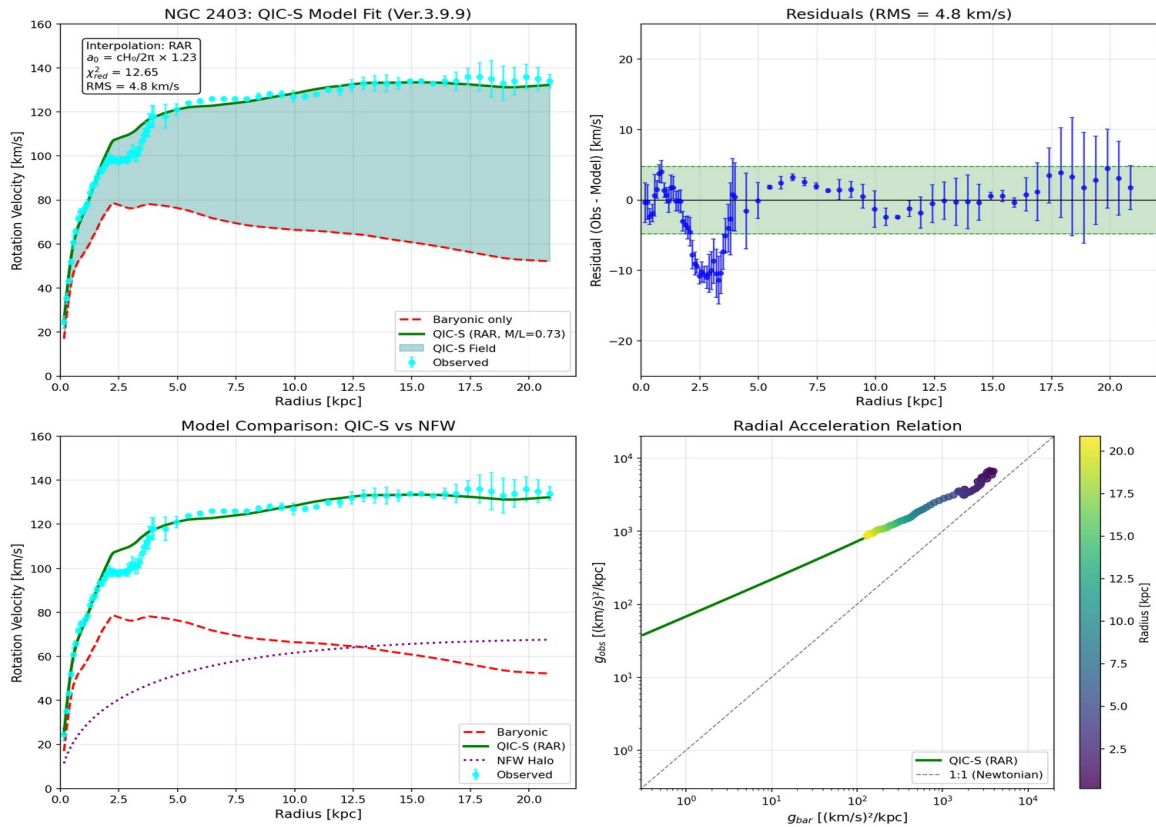 NGC 2403: QIC-S Model Fit (Ver.3.9.9)
Interpolation: RAR
a₀ = cH₀/2π × 1.23
χ²red = 12.65
RMS = 4.8 km/s
Rotation Velocity [km/s]
160
140
120
100
80
60
40
20
0
Baryonic only
QIC-S (RAR, M/L=0.73)
QIC-S Field
Observed
0.0 2.5 5.0 7.5 10.0 12.5 15.0 17.5 20.0
Radius [kpc]
Residuals (RMS = 4.8 km/s)
Residual (Obs - Model) [km/s]
20
10
0
−10
−20
0.0 2.5 5.0 7.5 10.0 12.5 15.0 17.5 20.0
Radius [kpc]
Model Comparison: QIC-S vs NFW
Rotation Velocity [km/s]
160
140
120
100
80
60
40
20
0
Baryonic
QIC-S (RAR)
NFW Halo
Observed
0.0 2.5 5.0 7.5 10.0 12.5 15.0 17.5 20.0
Radius [kpc]
Radial Acceleration Relation
gobs [(km/s)²/kpc]
10⁴
10³
10²
10¹
10⁰
QIC-S (RAR)
1:1 (Newtonian)
10⁰ 10¹ 10² 10³ 10⁴
gbar [(km/s)²/kpc]
20.0
17.5
15.0
12.5
10.0
7.5
5.0
2.5
Radius [kpc]